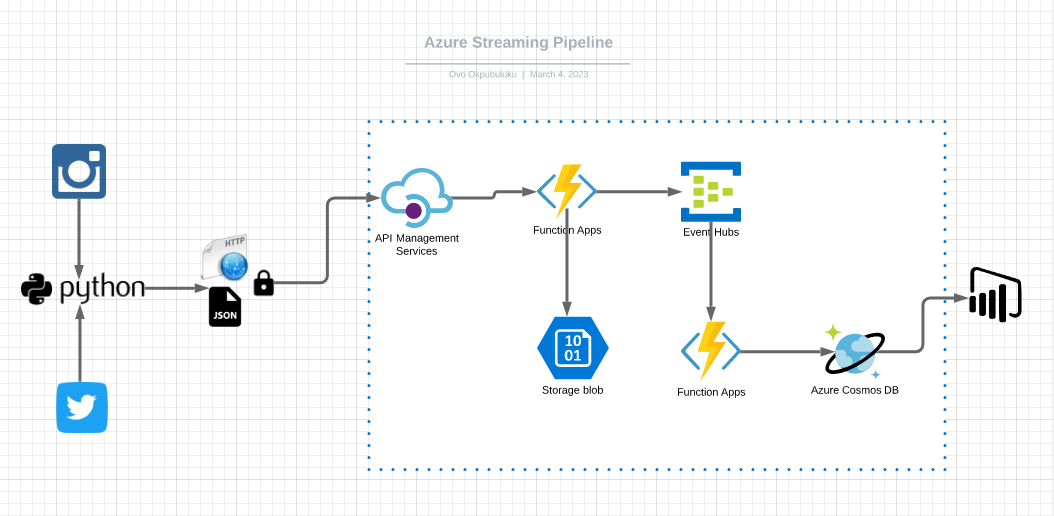 Azure Streaming Pipeline
Ovo Okpubuluku | March 4, 2023
HTTP
python
JSON
API Management
Services
Function Apps
Event Hubs
10
01
Storage blob
Function Apps
Azure Cosmos DB